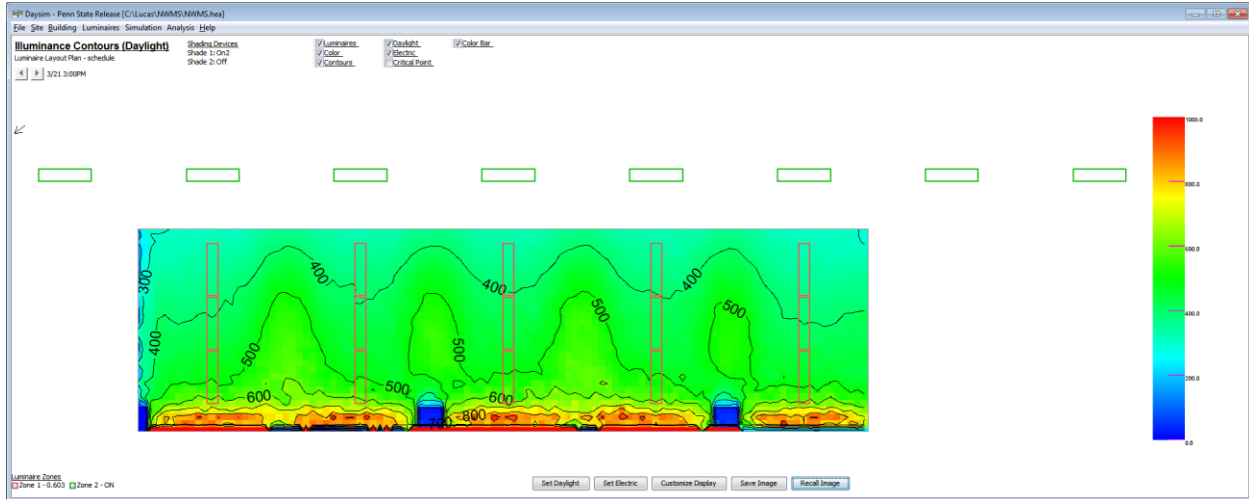 Daysim - Penn State Release [C:\Lucas\NWMS\NWMS.hea]
File Site Building Luminaires Simulation Analysis Help
Illuminance Contours (Daylight)
Luminaire Layout Plan - schedule
3/21 3:00PM
Shading Devices
Shade 1: On2
Shade 2: Off
Luminaires Daylight Color Bar
Color Electric
Contours Critical Point
1000.0
800.0
600.0
400.0
200.0
0.0
300
400
400
400
400
500
500
500
500
500
600
600
700
800
Luminaire Zones
Zone 1 - 0.603 Zone 2 - ON
Set Daylight Set Electric Customize Display Save Image Recall Image